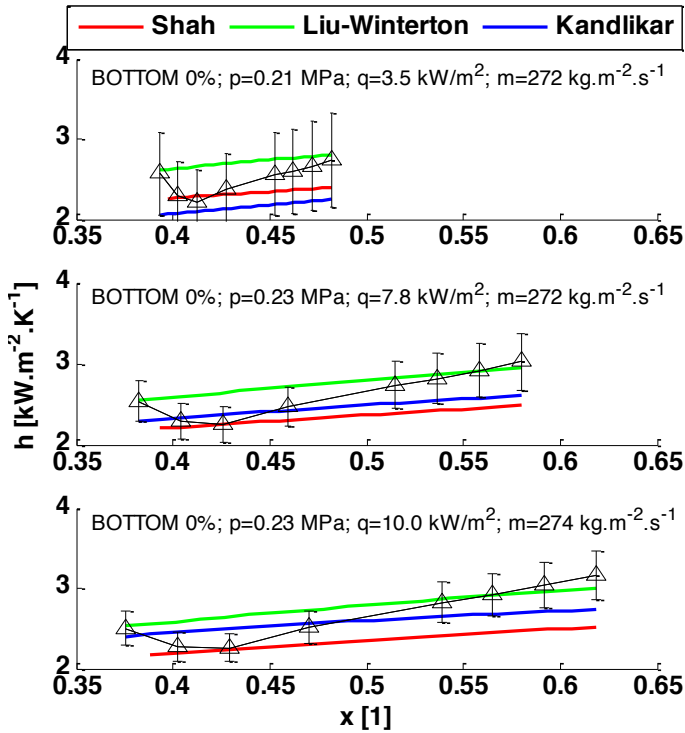 Shah Liu-Winterton Kandlikar
4
BOTTOM 0%; p=0.21 MPa; q=3.5 kW/m²; m=272 kg.m⁻².s⁻¹
3
2
0.35 0.4 0.45 0.5 0.55 0.6 0.65
4
BOTTOM 0%; p=0.23 MPa; q=7.8 kW/m²; m=272 kg.m⁻².s⁻¹
3
2
0.35 0.4 0.45 0.5 0.55 0.6 0.65
h [kW.m⁻².K⁻¹]
4
BOTTOM 0%; p=0.23 MPa; q=10.0 kW/m²; m=274 kg.m⁻².s⁻¹
3
2
0.35 0.4 0.45 0.5 0.55 0.6 0.65
x [1]